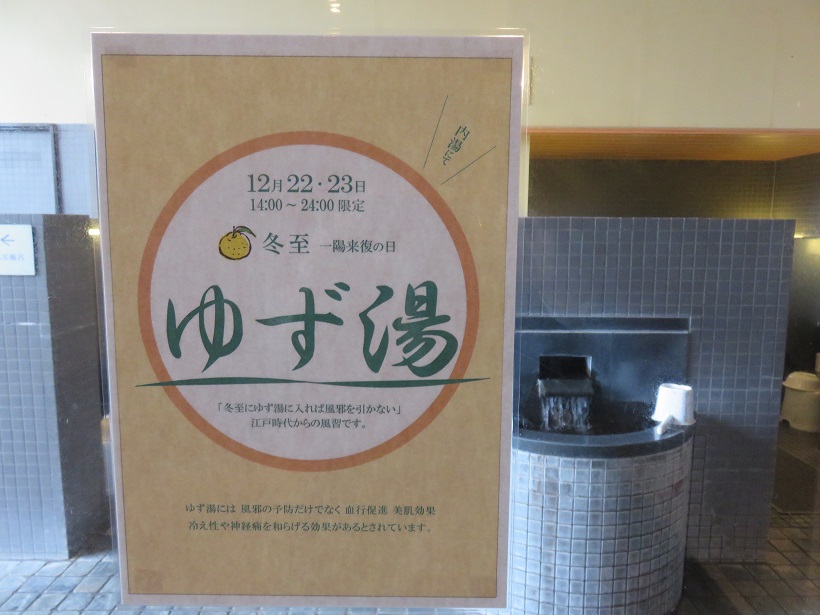 内湯にて
12月22・23日
14:00～24:00 限定
冬至 一陽来復の日
ゆず湯
「冬至にゆず湯に入れば風邪を引かない」
江戸時代からの風習です。
ゆず湯には 風邪の予防だけでなく 血行促進 美肌効果
冷え性や神経痛を和らげる効果があるとされています。
←